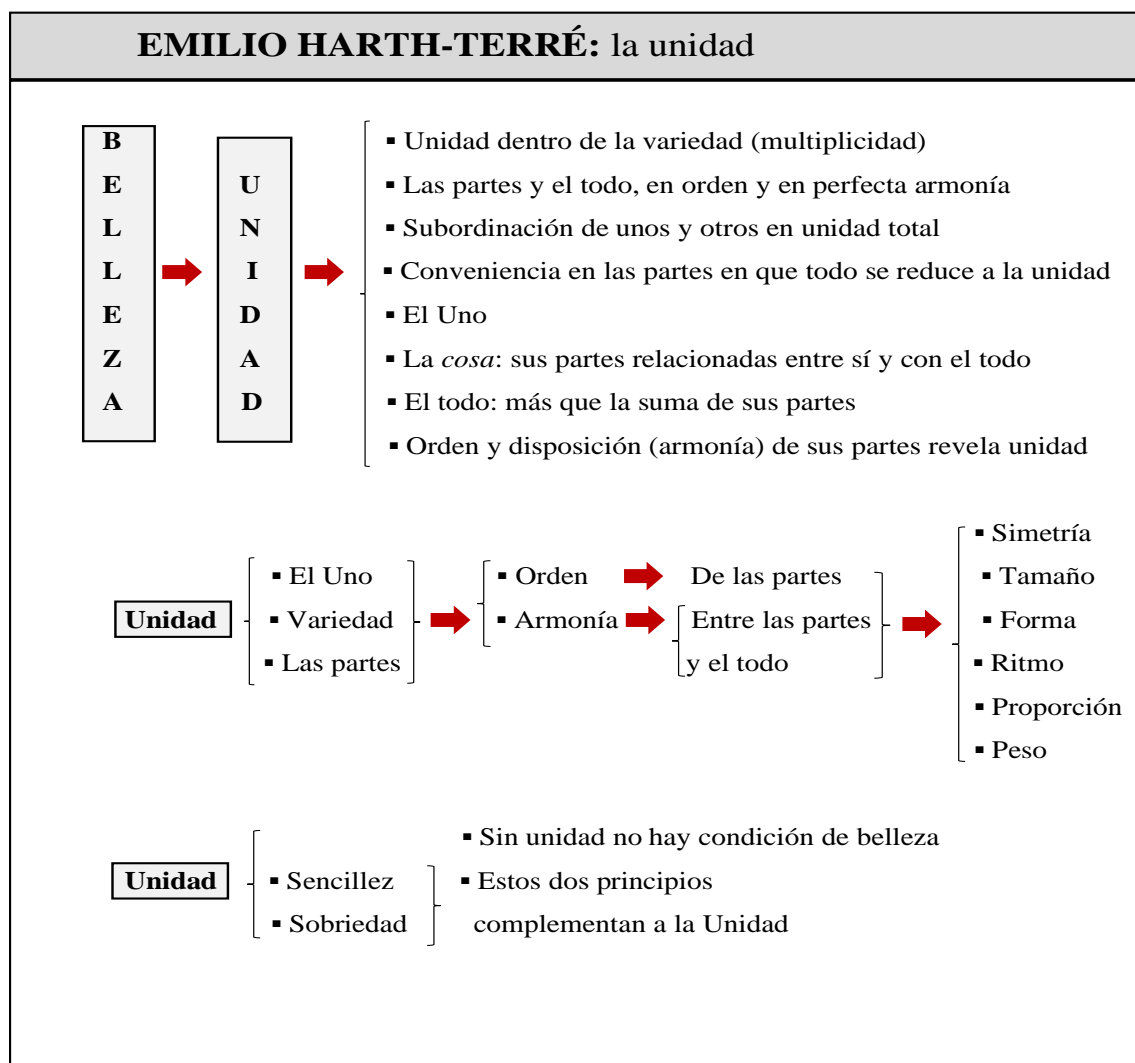 EMILIO HARTH-TERRÉ: la unidad
BELLEZA
UNIDAD
▪ Unidad dentro de la variedad (multiplicidad)
▪ Las partes y el todo, en orden y en perfecta armonía
▪ Subordinación de unos y otros en unidad total
▪ Conveniencia en las partes en que todo se reduce a la unidad
▪ El Uno
▪ La cosa: sus partes relacionadas entre sí y con el todo
▪ El todo: más que la suma de sus partes
▪ Orden y disposición (armonía) de sus partes revela unidad
Unidad
▪ El Uno
▪ Variedad
▪ Las partes
▪ Orden
▪ Armonía
De las partes
Entre las partes
y el todo
▪ Simetría
▪ Tamaño
▪ Forma
▪ Ritmo
▪ Proporción
▪ Peso
Unidad
▪ Sin unidad no hay condición de belleza
▪ Sencillez
▪ Sobriedad
▪ Estos dos principios
complementan a la Unidad